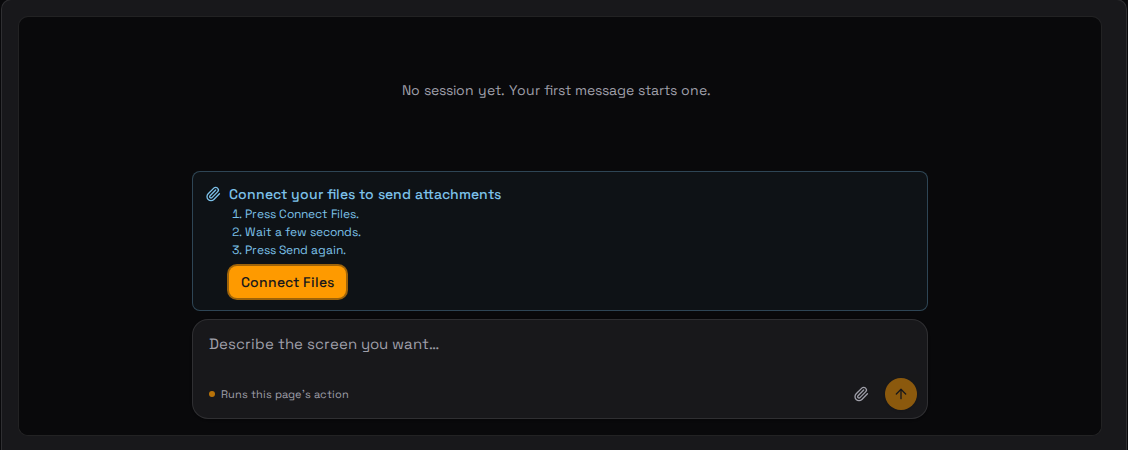 No session yet. Your first message starts one.
Connect your files to send attachments
1. Press Connect Files.
2. Wait a few seconds.
3. Press Send again.
Connect Files
Describe the screen you want…
Runs this page's action